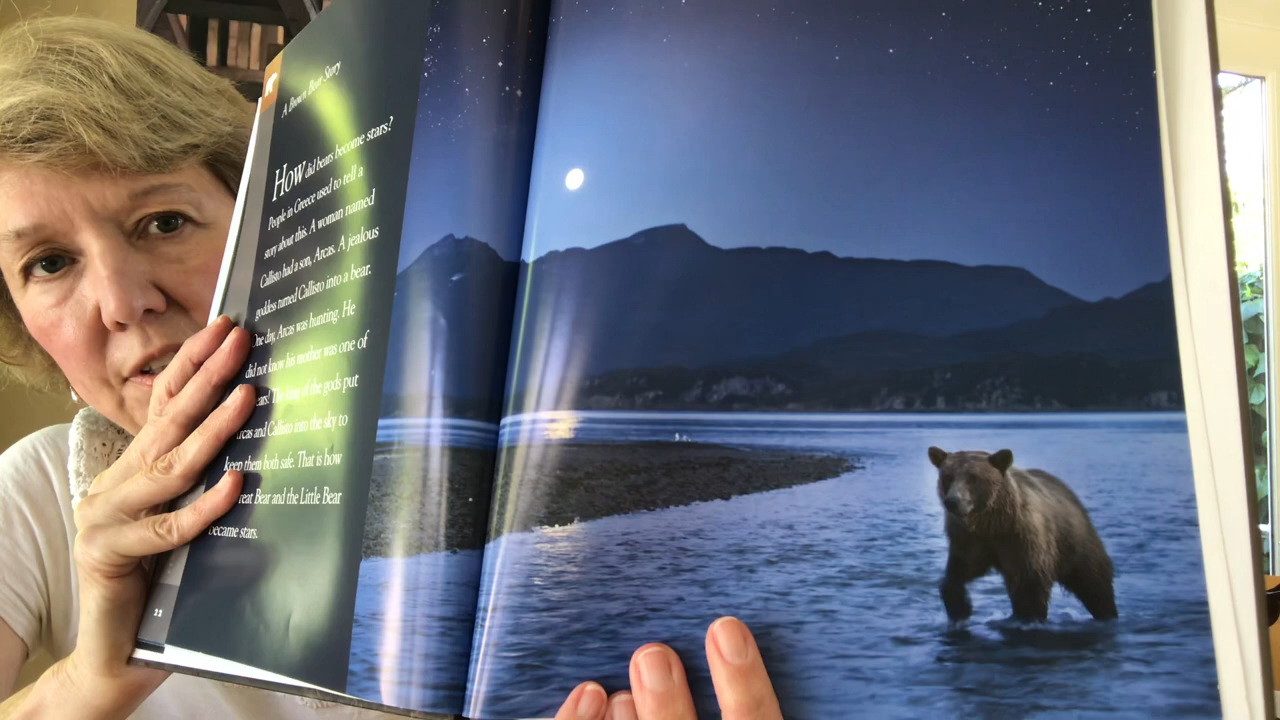 A Brown Bear Story
How did bears become stars?
People in Greece used to tell a
story about this. A woman named
Callisto had a son, Arcas. A jealous
goddess turned Callisto into a bear.
One day, Arcas was hunting. He
did not know his mother was one of
ears! The king of the gods put
rcas and Callisto into the sky to
keep them both safe. That is how
reat Bear and the Little Bear
became stars.
22